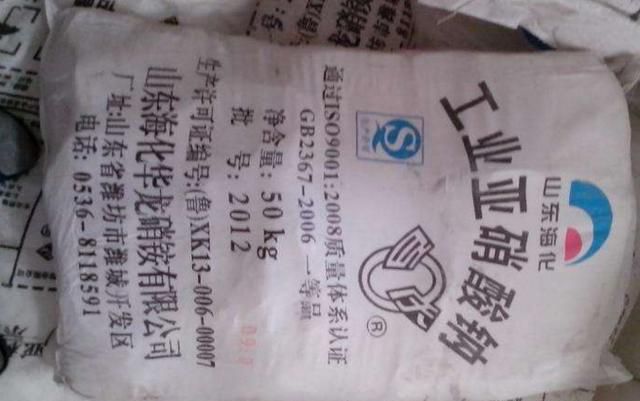 山东海化
工业亚硝酸钠
通过ISO9001:2008质量体系认证
GB2367-2006 一等品
净含量: 50kg
批 号: 2012
生产许可证编号:(鲁)XK13-006-00007
山东海化华龙硝铵有限公司
厂址:山东省潍坊市潍城开发区
电话: 0536-8118591